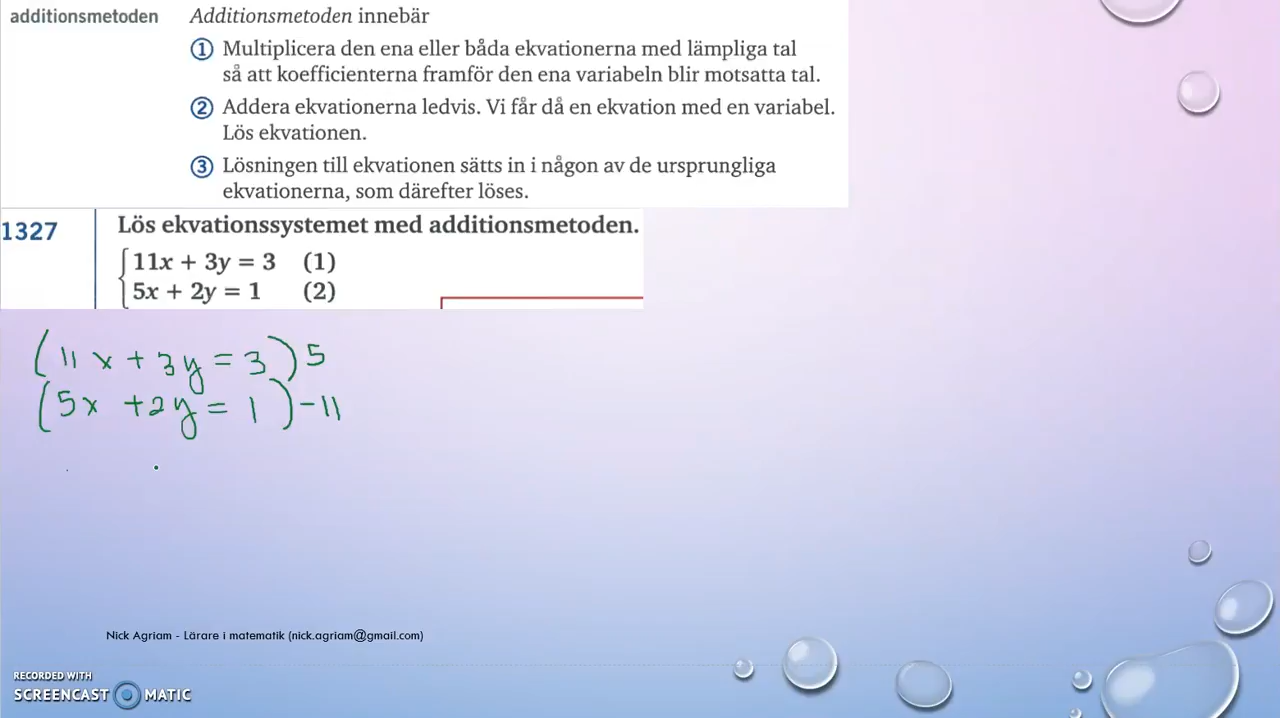 additionsmetoden Additionsmetoden innebär
① Multiplicera den ena eller båda ekvationerna med lämpliga tal
så att koefficienterna framför den ena variabeln blir motsatta tal.
② Addera ekvationerna ledvis. Vi får då en ekvation med en variabel.
Lös ekvationen.
③ Lösningen till ekvationen sätts in i någon av de ursprungliga
ekvationerna, som därefter löses.
1327 Lös ekvationssystemet med additionsmetoden.
11x + 3y = 3 (1)
5x + 2y = 1 (2)
(11x + 3y = 3) 5
(5x + 2y = 1) -11
Nick Agriam - Lärare i matematik (nick.agriam@gmail.com)
RECORDED WITH
SCREENCAST MATIC